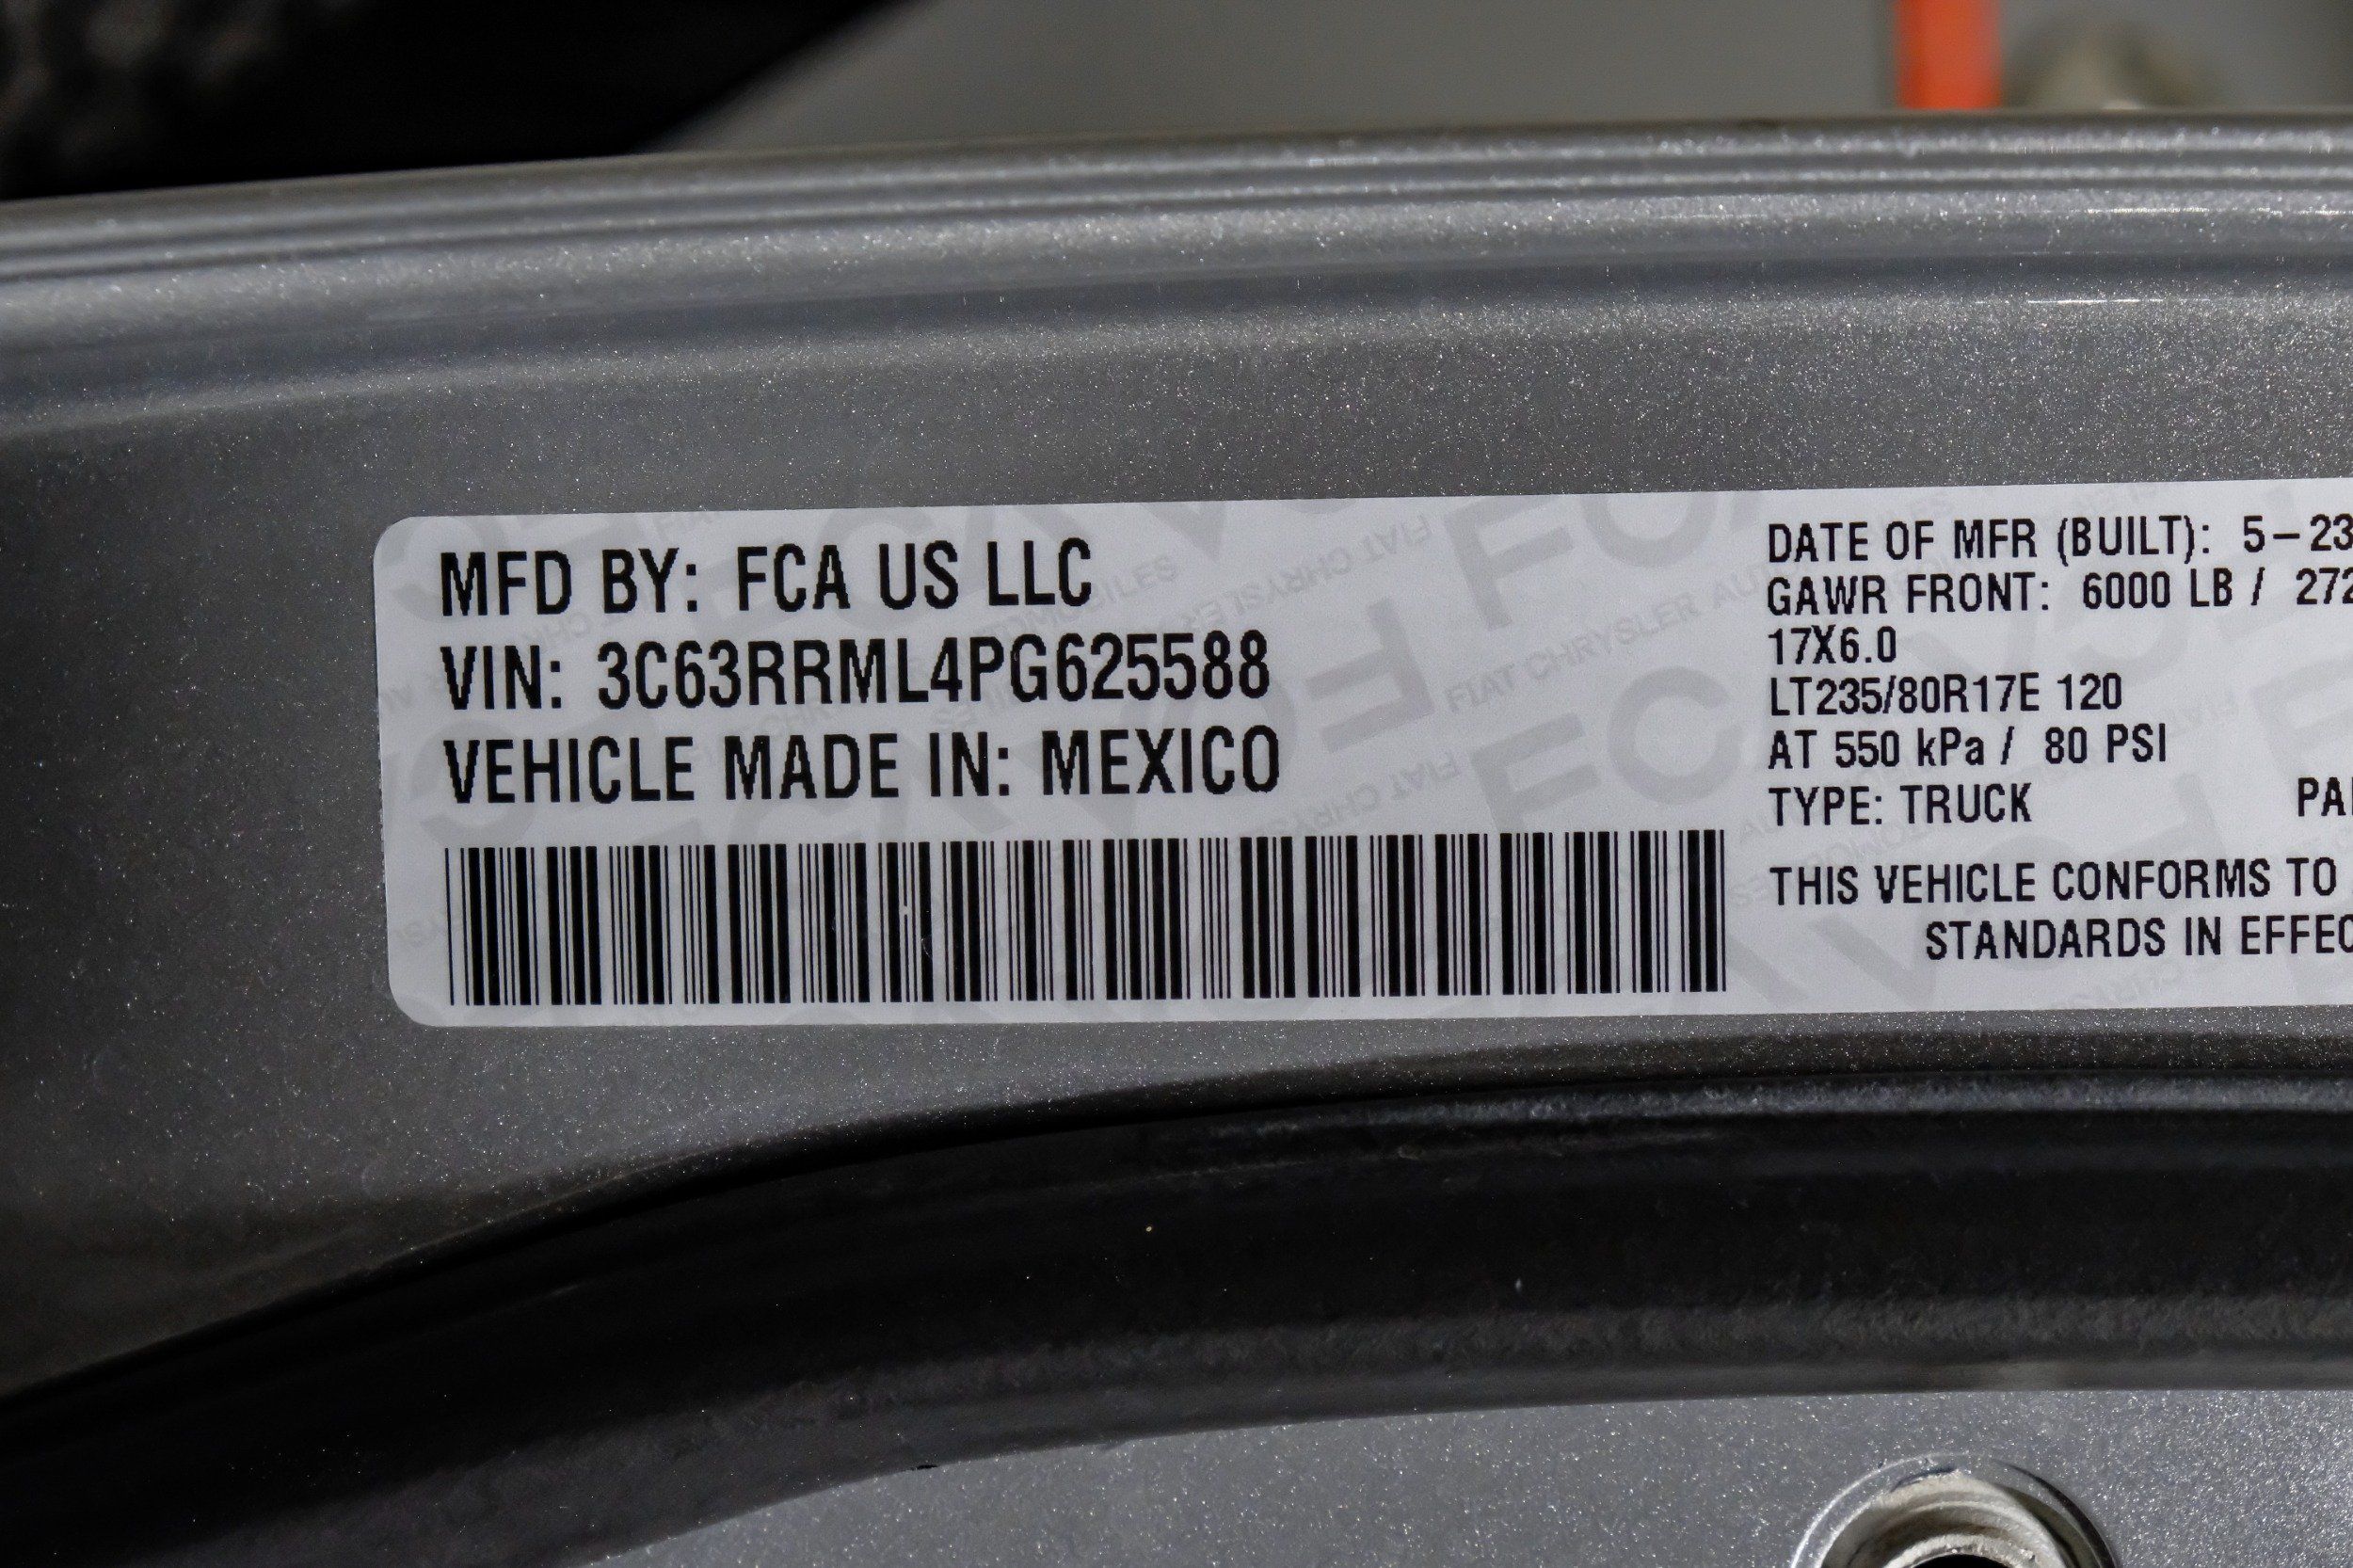 MFD BY: FCA US LLC
VIN: 3C63RRML4PG625588
VEHICLE MADE IN: MEXICO
DATE OF MFR (BUILT): 5-23
GAWR FRONT: 6000 LB / 272
17X6.0
LT235/80R17E 120
AT 550 kPa / 80 PSI
TYPE: TRUCK
THIS VEHICLE CONFORMS TO
STANDARDS IN EFFEC